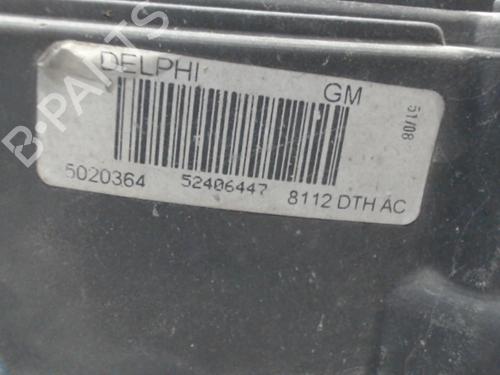 DELPHI GM
51/08
5020364 52406447 8112 DTH AC
B-PARTS